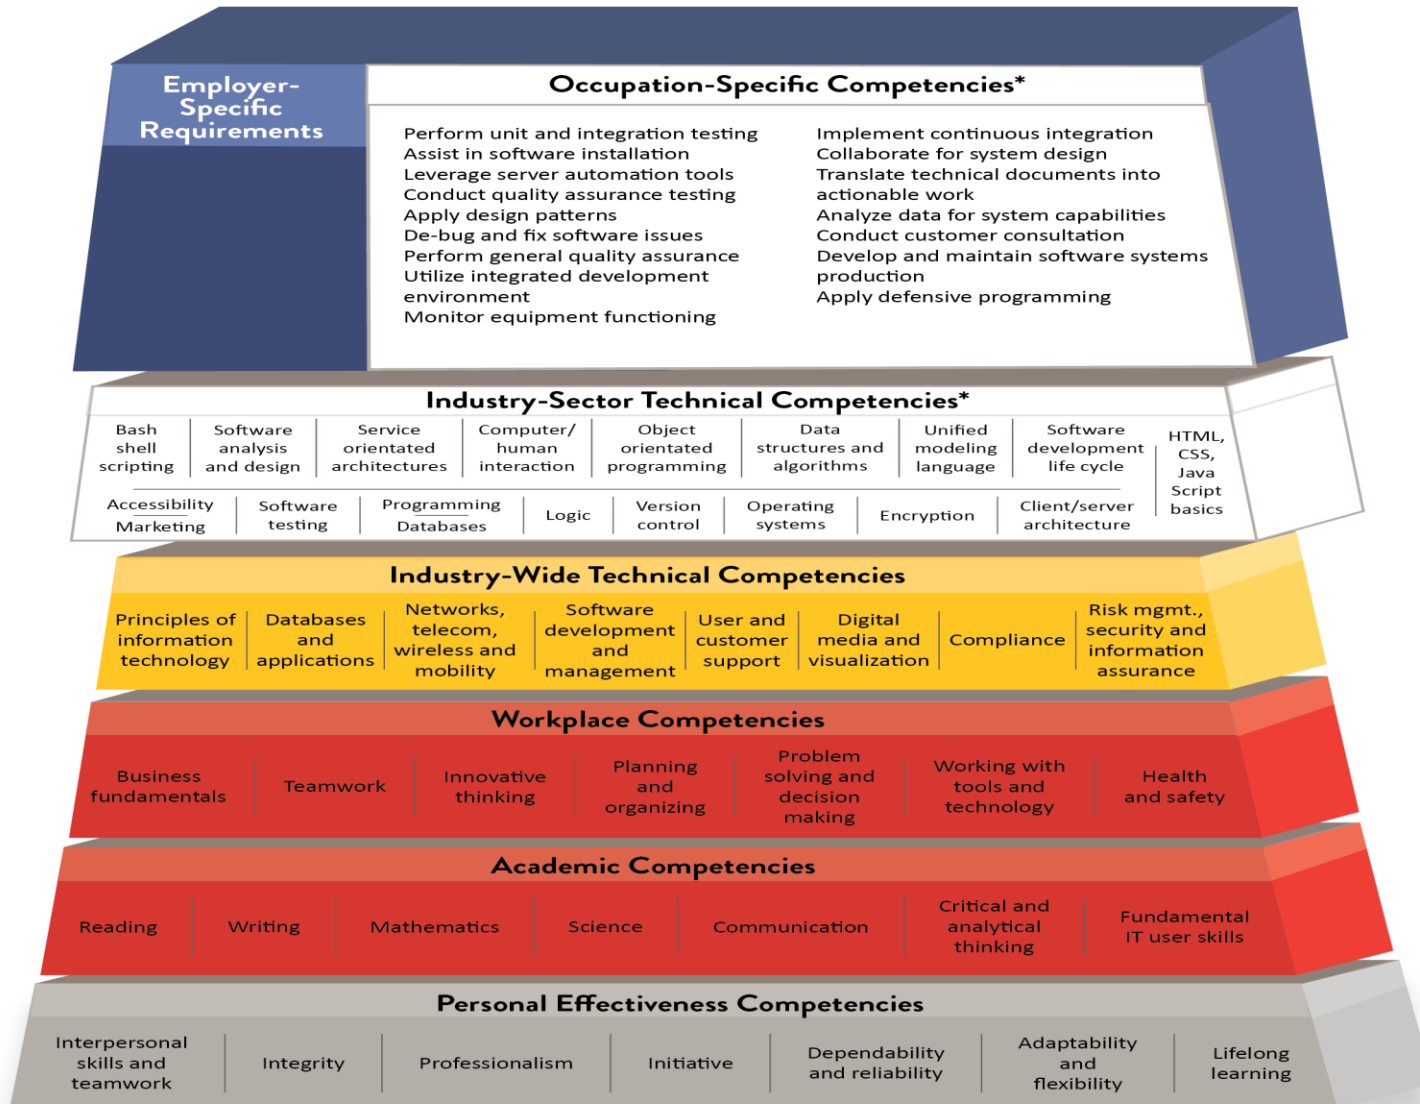 Employer-
Specific
Requirements
Occupation-Specific Competencies*
Perform unit and integration testing
Assist in software installation
Leverage server automation tools
Conduct quality assurance testing
Apply design patterns
De-bug and fix software issues
Perform general quality assurance
Utilize integrated development
environment
Monitor equipment functioning
Implement continuous integration
Collaborate for system design
Translate technical documents into
actionable work
Analyze data for system capabilities
Conduct customer consultation
Develop and maintain software systems
production
Apply defensive programming
Industry-Sector Technical Competencies*
Bash
shell
scripting
Software
analysis
and design
Service
orientated
architectures
Computer/
human
interaction
Object
orientated
programming
Data
structures and
algorithms
Unified
modeling
language
Software
development
life cycle
HTML,
CSS,
Java
Script
basics
Accessibility
Marketing
Software
testing
Programming
Databases
Logic
Version
control
Operating
systems
Encryption
Client/server
architecture
Industry-Wide Technical Competencies
Principles of
information
technology
Databases
and
applications
Networks,
telecom,
wireless and
mobility
Software
development
and
management
User and
customer
support
Digital
media and
visualization
Compliance
Risk mgmt.,
security and
information
assurance
Workplace Competencies
Business
fundamentals
Teamwork
Innovative
thinking
Planning
and
organizing
Problem
solving and
decision
making
Working with
tools and
technology
Health
and safety
Academic Competencies
Reading
Writing
Mathematics
Science
Communication
Critical and
analytical
thinking
Fundamental
IT user skills
Personal Effectiveness Competencies
Interpersonal
skills and
teamwork
Integrity
Professionalism
Initiative
Dependability
and reliability
Adaptability
and
flexibility
Lifelong
learning